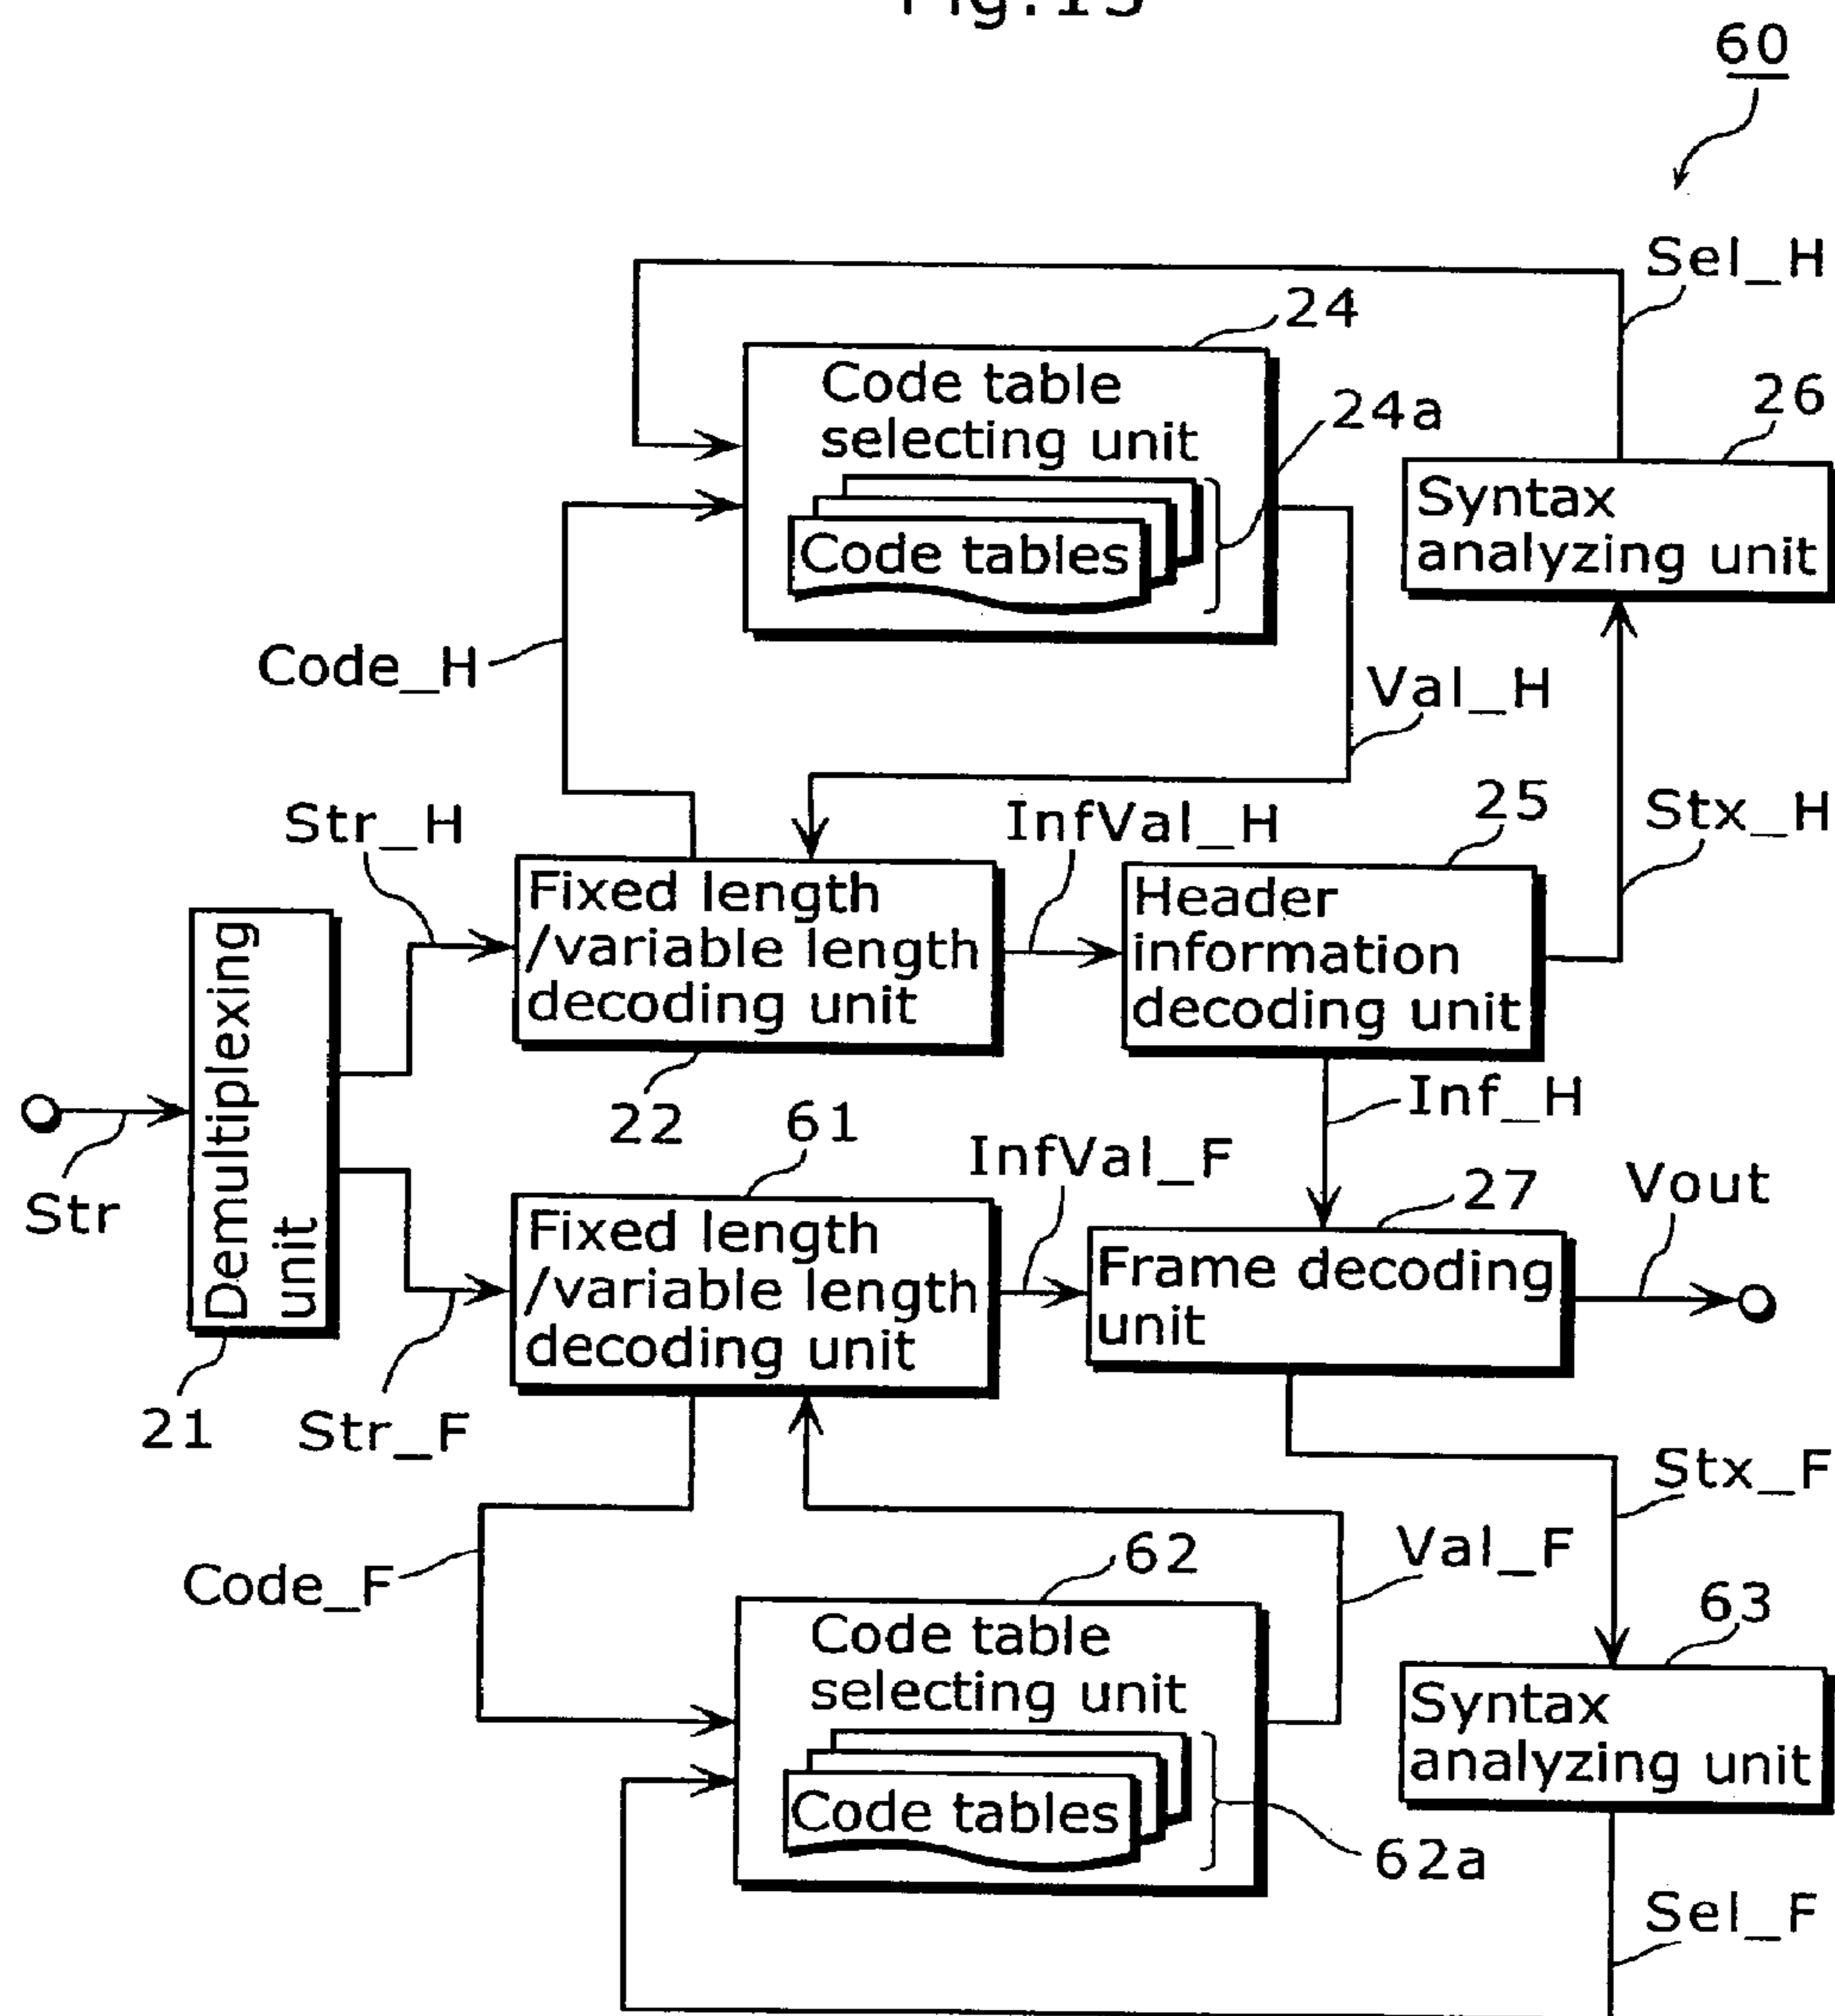 Fig.15
60
Sel_H
24
Code table
selecting unit
24a
26
Syntax
analyzing unit
Code tables
Code_H
Val_H
Str_H
InfVal_H
25
Stx_H
Fixed length
/variable length
decoding unit
Header
information
decoding unit
Demultiplexing
unit
22
61
Inf_H
Str
InfVal_F
27
Vout
Fixed length
/variable length
decoding unit
Frame decoding
unit
21
Str_F
Stx_F
Code_F
62
Val_F
63
Code table
selecting unit
Syntax
analyzing unit
Code tables
62a
Sel_F